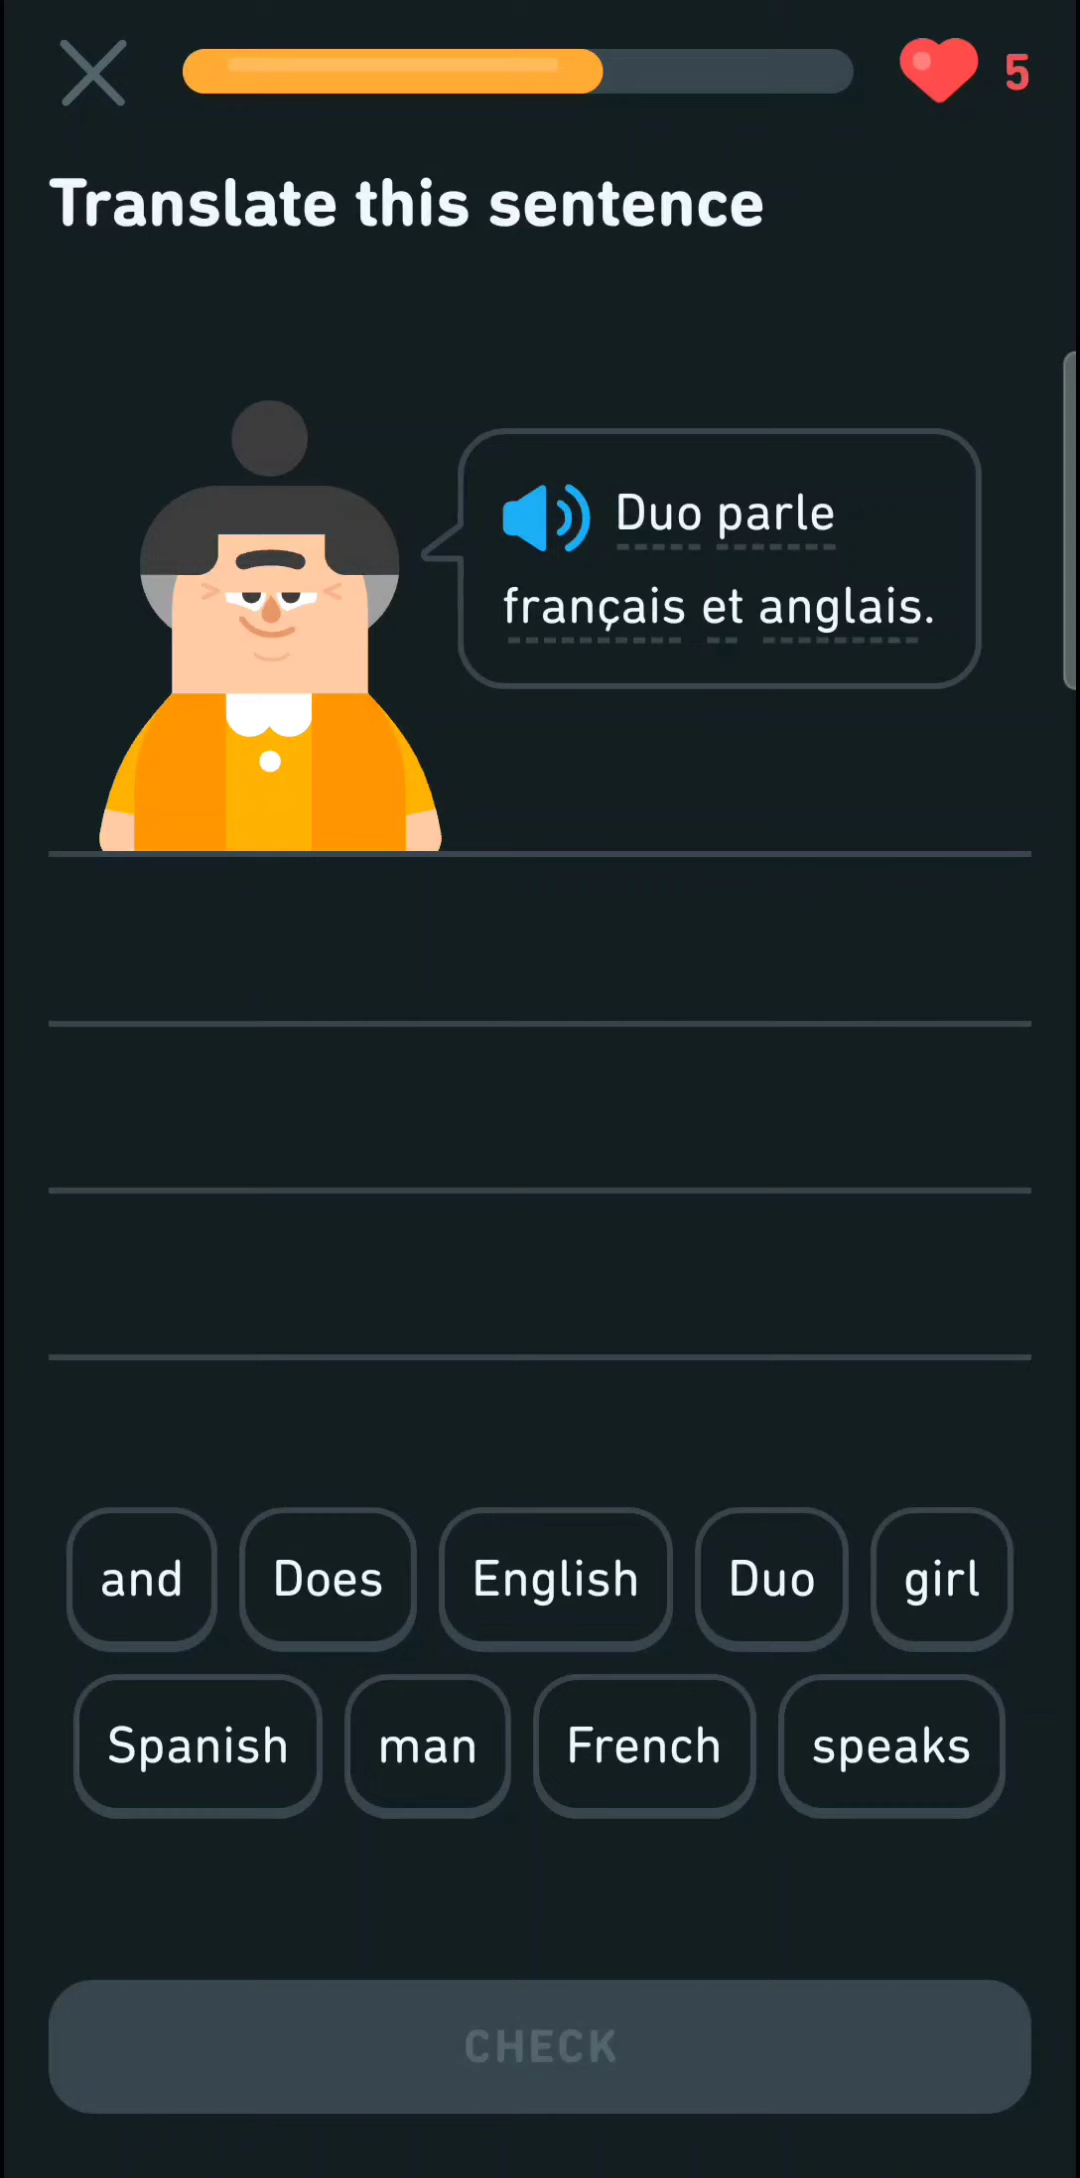 5
Translate this sentence
Duo parle
français et anglais.
and Does English Duo girl
Spanish man French speaks
CHECK